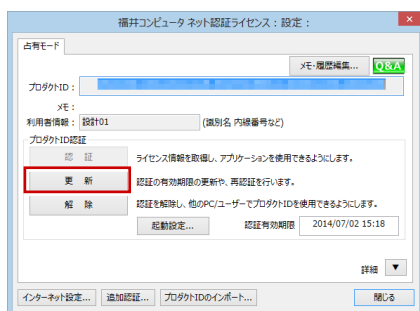 福井コンピュータ ネット認証ライセンス：設定：
占有モード
メモ・履歴編集... Q&A
プロダクトID：
メモ：
利用者情報： 設計01 (識別名 内線番号など)
プロダクトID認証
認 証 ライセンス情報を取得し、アプリケーションを使用できるようにします。
更 新 認証の有効期限の更新や、再認証を行います。
解 除 認証を解除し、他のPC/ユーザーでプロダクトIDを使用できるようにします。
起動設定... 認証有効期限 2014/07/02 15:18
詳細 ▼
インターネット設定... 追加認証... プロダクトIDのインポート... 閉じる